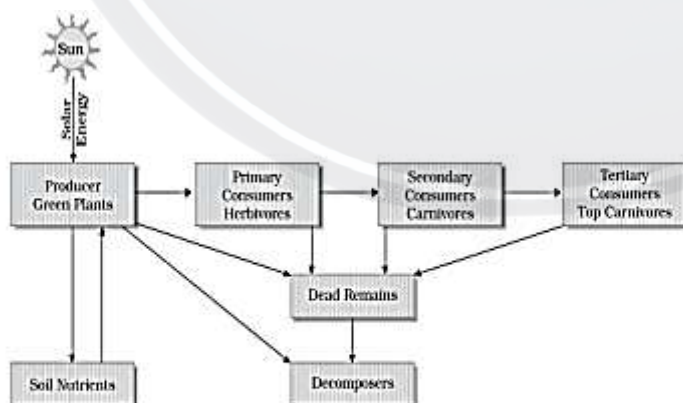 Sun
Solar
Energy
Producer
Green Plants
Primary
Consumers
Herbivores
Secondary
Consumers
Carnivores
Tertiary
Consumers
Top Carnivores
Dead Remains
Soil Nutrients
Decomposers